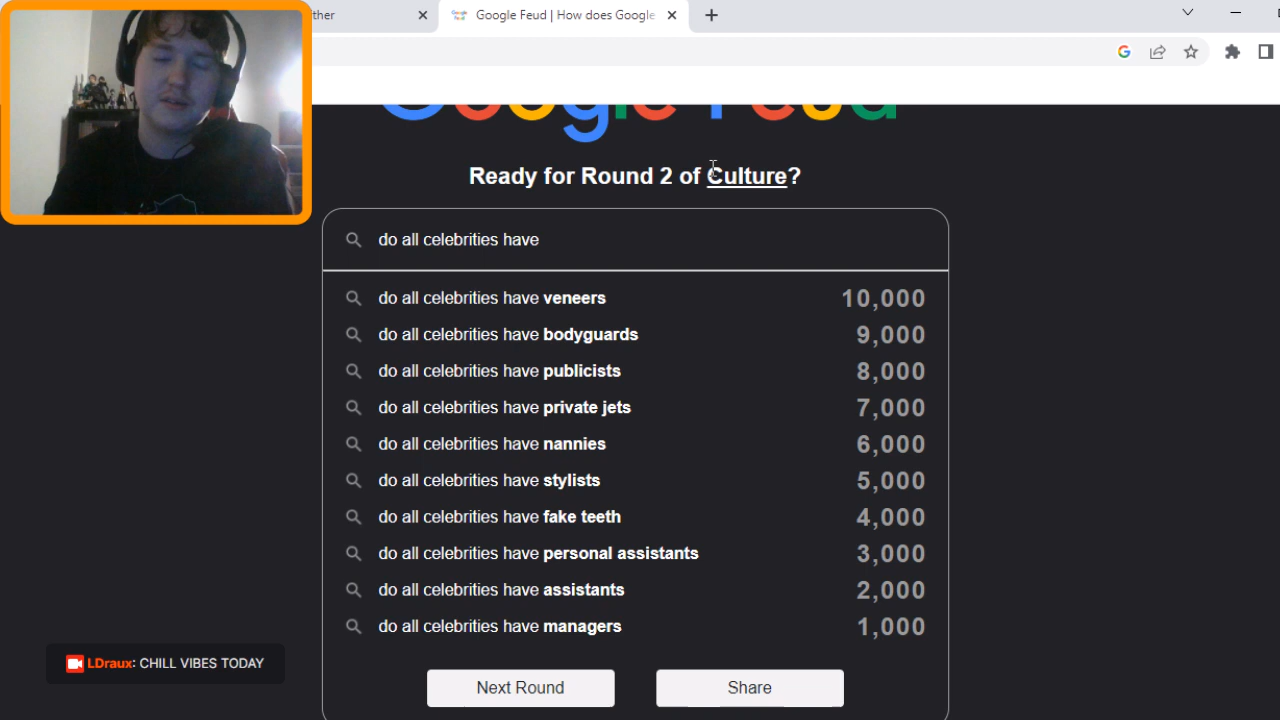 ther
Google Feud | How does Google
Google Feud
Ready for Round 2 of Culture?
do all celebrities have
do all celebrities have veneers 10,000
do all celebrities have bodyguards 9,000
do all celebrities have publicists 8,000
do all celebrities have private jets 7,000
do all celebrities have nannies 6,000
do all celebrities have stylists 5,000
do all celebrities have fake teeth 4,000
do all celebrities have personal assistants 3,000
do all celebrities have assistants 2,000
do all celebrities have managers 1,000
LDraux: CHILL VIBES TODAY
Next Round Share